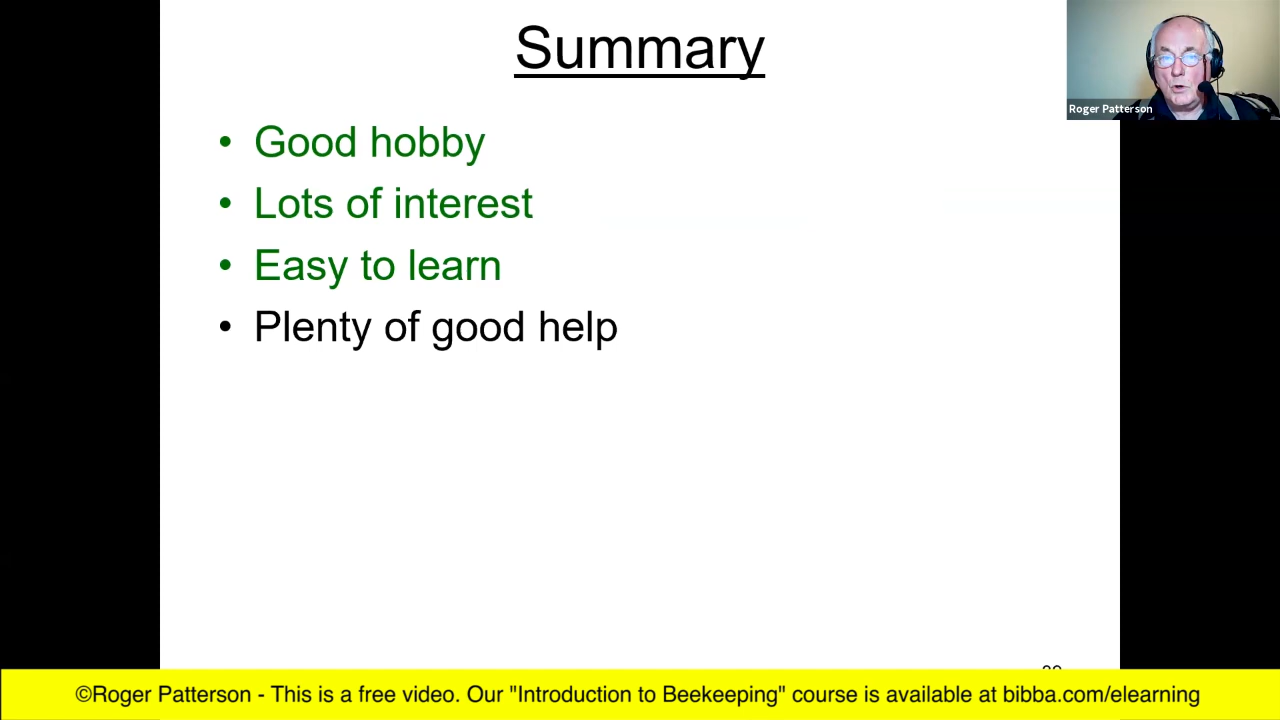 Summary
Roger Patterson
• Good hobby
• Lots of interest
• Easy to learn
• Plenty of good help
©Roger Patterson - This is a free video. Our "Introduction to Beekeeping" course is available at bibba.com/elearning